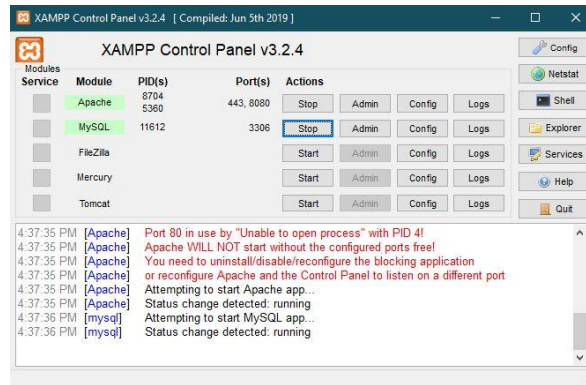 XAMPP Control Panel v3.2.4 [ Compiled: Jun 5th 2019 ]
XAMPP Control Panel v3.2.4
Config
Modules
Service Module PID(s) Port(s) Actions
Netstat
Apache 8704 5360 443, 8080 Stop Admin Config Logs
Shell
MySQL 11612 3306 Stop Admin Config Logs
Explorer
FileZilla Start Admin Config Logs
Services
Mercury Start Admin Config Logs
Help
Tomcat Start Admin Config Logs
Quit
4:37:35 PM [Apache] Port 80 in use by "Unable to open process" with PID 4!
4:37:35 PM [Apache] Apache WILL NOT start without the configured ports free!
4:37:35 PM [Apache] You need to uninstall/disable/reconfigure the blocking application
4:37:35 PM [Apache] or reconfigure Apache and the Control Panel to listen on a different port
4:37:35 PM [Apache] Attempting to start Apache app...
4:37:35 PM [Apache] Status change detected: running
4:37:36 PM [mysql] Attempting to start MySQL app...
4:37:36 PM [mysql] Status change detected: running